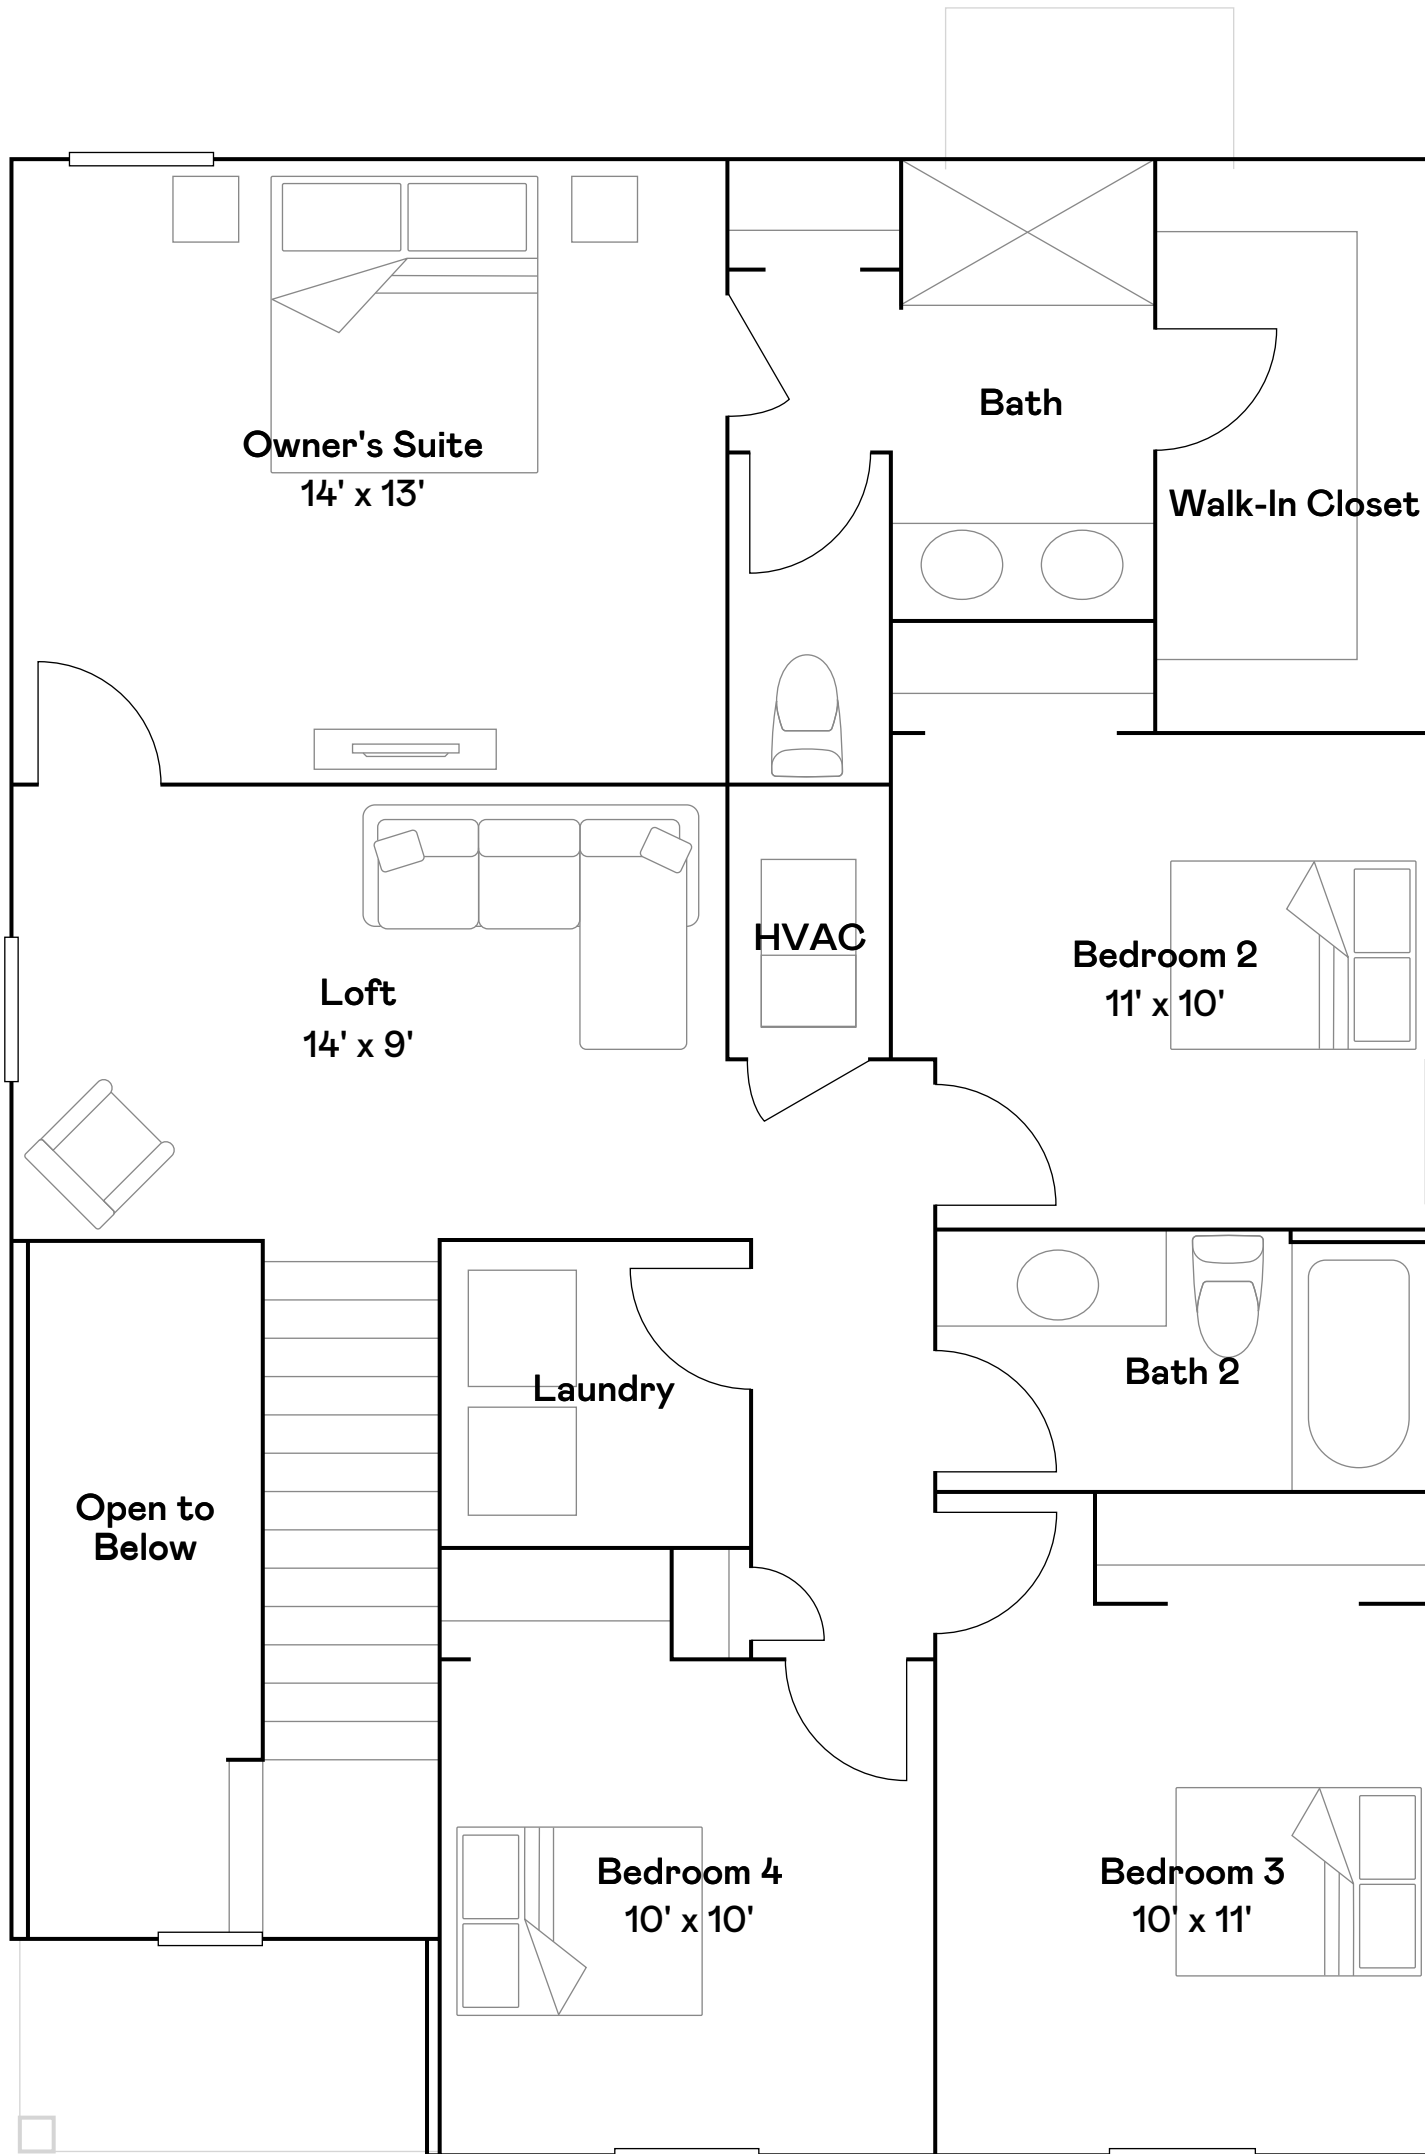 Bath
Owner's Suite
14' x 13'
Walk-In Closet
HVAC
Bedroom 2
11' x 10'
Loft
14' x 9'
Laundry
Bath 2
Open to
Below
Bedroom 4
10' x 10'
Bedroom 3
10' x 11'